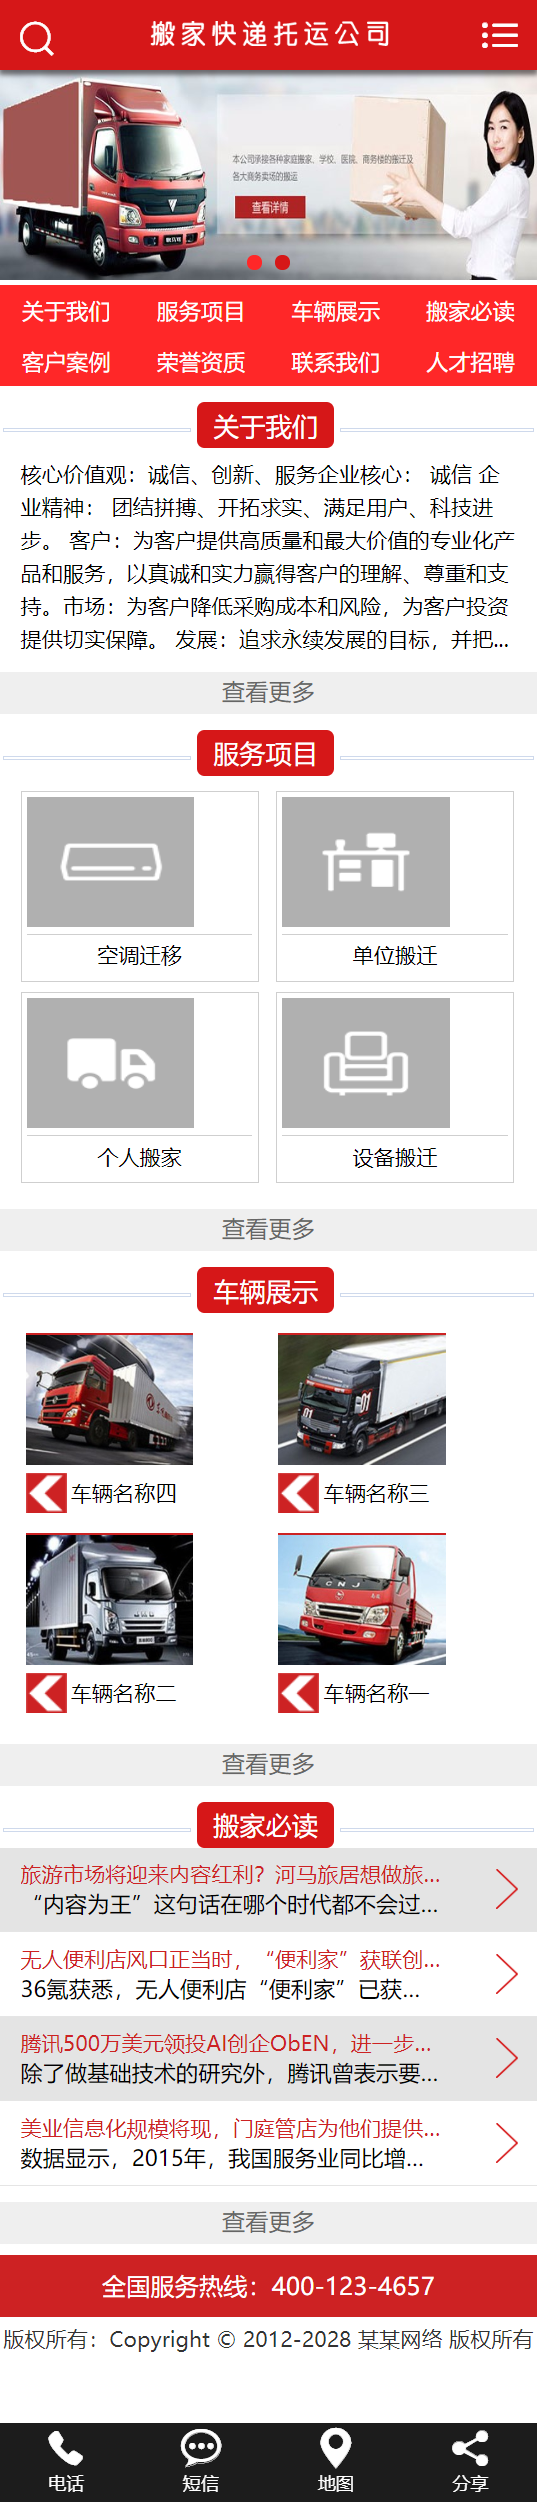 搬家快递托运公司
本公司承接各种家庭搬家、学校、医院、商务楼的搬迁及
各大商务卖场的搬运
查看详情
关于我们 服务项目 车辆展示 搬家必读
客户案例 荣誉资质 联系我们 人才招聘
关于我们
核心价值观：诚信、创新、服务企业核心： 诚信 企
业精神： 团结拼搏、开拓求实、满足用户、科技进
步。 客户：为客户提供高质量和最大价值的专业化产
品和服务，以真诚和实力赢得客户的理解、尊重和支
持。市场：为客户降低采购成本和风险，为客户投资
提供切实保障。 发展：追求永续发展的目标，并把...
查看更多
服务项目
空调迁移 单位搬迁
个人搬家 设备搬迁
查看更多
车辆展示
01
车辆名称四 车辆名称三
CNJ
车辆名称二 车辆名称一
查看更多
搬家必读
旅游市场将迎来内容红利？河马旅居想做旅...
“内容为王”这句话在哪个时代都不会过...
无人便利店风口正当时，“便利家”获联创...
36氪获悉，无人便利店“便利家”已获...
腾讯500万美元领投AI创企ObEN，进一步...
除了做基础技术的研究外，腾讯曾表示要...
美业信息化规模将现，门庭管店为他们提供...
数据显示，2015年，我国服务业同比增...
查看更多
全国服务热线：400-123-4657
版权所有：Copyright © 2012-2028 某某网络 版权所有
电话 短信 地图 分享